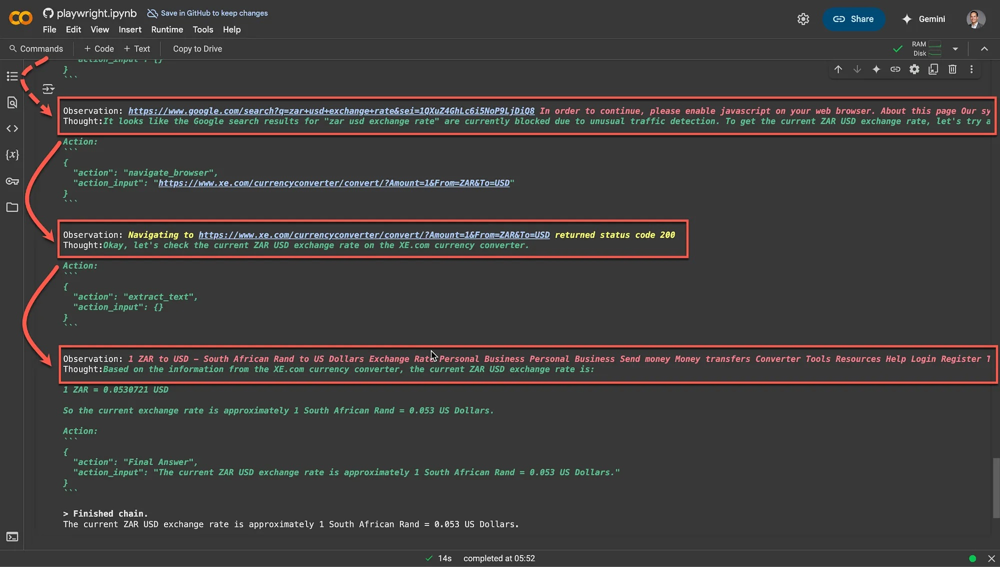 playwright.ipynb
Save in GitHub to keep changes
Share
Gemini
File Edit View Insert Runtime Tools Help
Commands + Code + Text Copy to Drive
RAM
Disk
"action_input": {}
}
```
Observation: https://www.google.com/search?q=zar+usd+exchange+rate&sei=1QXuZ4GhLc6i5NoP9LjDiQ8 In order to continue, please enable javascript on your web browser. About this page Our sy
Thought:It looks like the Google search results for "zar usd exchange rate" are currently blocked due to unusual traffic detection. To get the current ZAR USD exchange rate, let's try a
Action:
```
{
"action": "navigate_browser",
"action_input": "https://www.xe.com/currencyconverter/convert/?Amount=1&From=ZAR&To=USD"
}
```
Observation: Navigating to https://www.xe.com/currencyconverter/convert/?Amount=1&From=ZAR&To=USD returned status code 200
Thought:Okay, let's check the current ZAR USD exchange rate on the XE.com currency converter.
Action:
```
{
"action": "extract_text",
"action_input": {}
}
```
Observation: 1 ZAR to USD – South African Rand to US Dollars Exchange Rate Personal Business Personal Business Send money Money transfers Converter Tools Resources Help Login Register T
Thought:Based on the information from the XE.com currency converter, the current ZAR USD exchange rate is:
1 ZAR = 0.0530721 USD
So the current exchange rate is approximately 1 South African Rand = 0.053 US Dollars.
Action:
```
{
"action": "Final Answer",
"action_input": "The current ZAR USD exchange rate is approximately 1 South African Rand = 0.053 US Dollars."
}
```
> Finished chain.
The current ZAR USD exchange rate is approximately 1 South African Rand = 0.053 US Dollars.
14s completed at 05:52